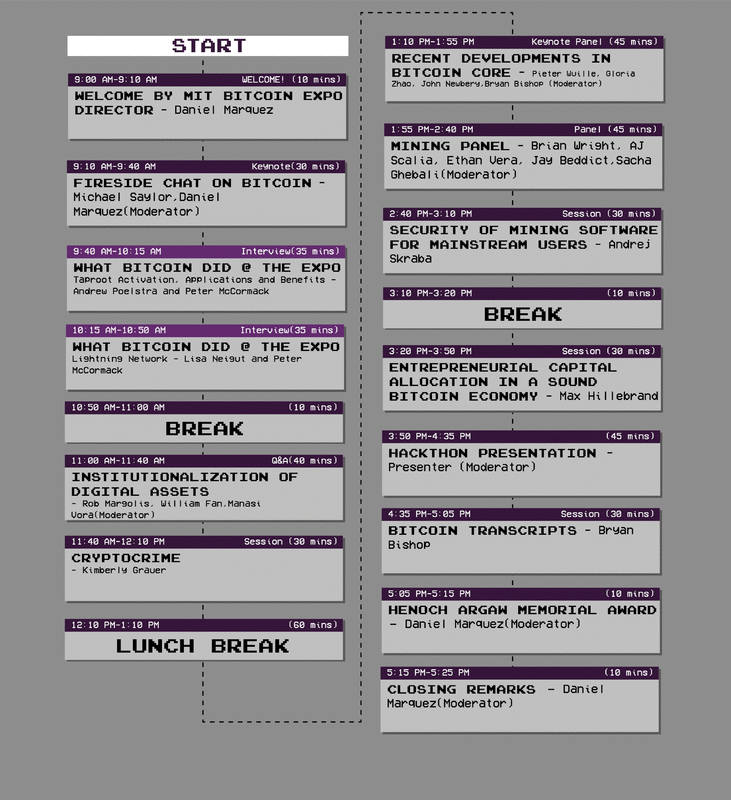 START
9:00 AM-9:10 AM WELCOME! (10 mins)
WELCOME BY MIT BITCOIN EXPO
DIRECTOR - Daniel Marquez
9:10 AM-9:40 AM Keynote(30 mins)
FIRESIDE CHAT ON BITCOIN -
Michael Saylor,Daniel
Marquez(Moderator)
9:40 AM-10:15 AM Interview(35 mins)
WHAT BITCOIN DID @ THE EXPO
Taproot Activation, Applications and Benefits -
Andrew Poelstra and Peter McCormack
10:15 AM-10:50 AM Interview(35 mins)
WHAT BITCOIN DID @ THE EXPO
Lightning Network - Lisa Neigut and Peter
McCormack
10:50 AM-11:00 AM (10 mins)
BREAK
11:00 AM-11:40 AM Q&A(40 mins)
INSTITUTIONALIZATION OF
DIGITAL ASSETS
- Rob Margolis, William Fan,Manasi
Vora(Moderator)
11:40 AM-12:10 PM Session (30 mins)
CRYPTOCRIME
- Kimberly Grauer
12:10 PM-1:10 PM (60 mins)
LUNCH BREAK
1:10 PM-1:55 PM Keynote Panel (45 mins)
RECENT DEVELOPMENTS IN
BITCOIN CORE - Pieter Wuille, Gloria
Zhao, John Newbery,Bryan Bishop (Moderator)
1:55 PM-2:40 PM Panel (45 mins)
MINING PANEL - Brian Wright, AJ
Scalia, Ethan Vera, Jay Beddict,Sacha
Ghebali(Moderator)
2:40 PM-3:10 PM Session (30 mins)
SECURITY OF MINING SOFTWARE
FOR MAINSTREAM USERS - Andrej
Skraba
3:10 PM-3:20 PM (10 mins)
BREAK
3:20 PM-3:50 PM Session (30 mins)
ENTREPRENEURIAL CAPITAL
ALLOCATION IN A SOUND
BITCOIN ECONOMY - Max Hillebrand
3:50 PM-4:35 PM (45 mins)
HACKTHON PRESENTATION -
Presenter (Moderator)
4:35 PM-5:05 PM Session (30 mins)
BITCOIN TRANSCRIPTS - Bryan
Bishop
5:05 PM-5:15 PM (10 mins)
HENOCH ARGAW MEMORIAL AWARD
- Daniel Marquez(Moderator)
5:15 PM-5:25 PM (10 mins)
CLOSING REMARKS - Daniel
Marquez(Moderator)